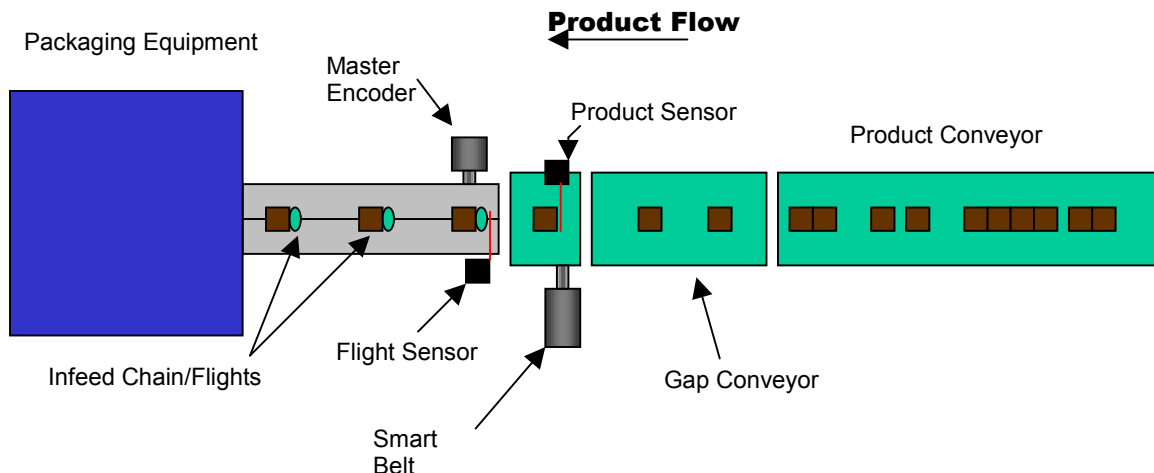 Product Flow
Packaging Equipment
Master
Encoder
Product Sensor
Product Conveyor
Flight Sensor
Infeed Chain/Flights
Gap Conveyor
Smart
Belt